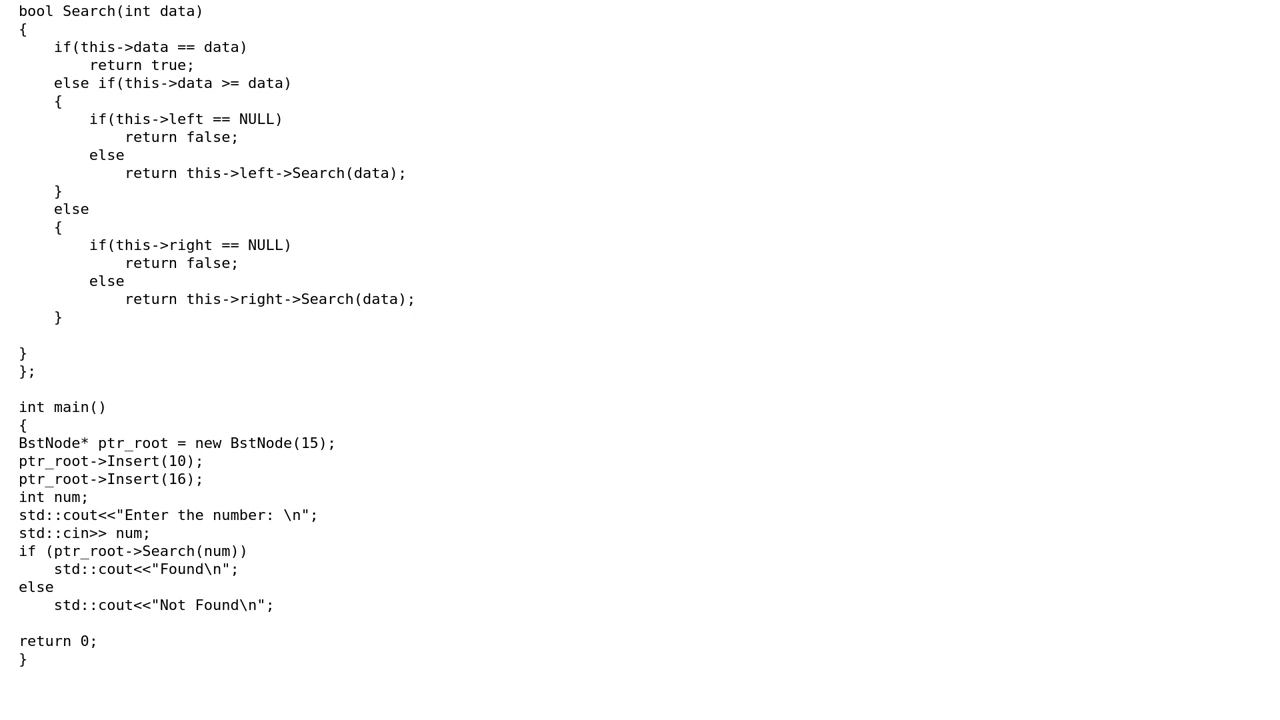 bool Search(int data)
{
    if(this->data == data)
        return true;
    else if(this->data >= data)
    {
        if(this->left == NULL)
            return false;
        else
            return this->left->Search(data);
    }
    else
    {
        if(this->right == NULL)
            return false;
        else
            return this->right->Search(data);
    }

}
};

int main()
{
BstNode* ptr_root = new BstNode(15);
ptr_root->Insert(10);
ptr_root->Insert(16);
int num;
std::cout<<"Enter the number: \n";
std::cin>> num;
if (ptr_root->Search(num))
    std::cout<<"Found\n";
else
    std::cout<<"Not Found\n";

return 0;
}